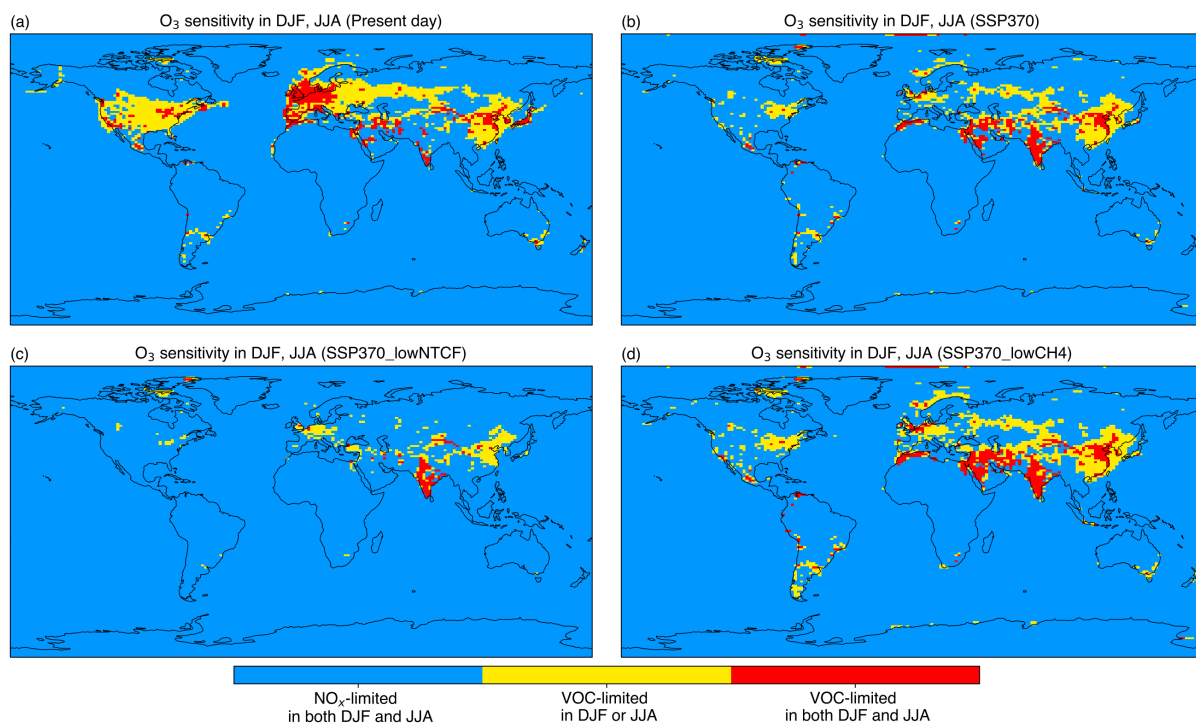 (a) O₃ sensitivity in DJF, JJA (Present day)
(b) O₃ sensitivity in DJF, JJA (SSP370)
(c) O₃ sensitivity in DJF, JJA (SSP370_lowNTCF)
(d) O₃ sensitivity in DJF, JJA (SSP370_lowCH4)
NOₓ-limited
in both DJF and JJA
VOC-limited
in DJF or JJA
VOC-limited
in both DJF and JJA